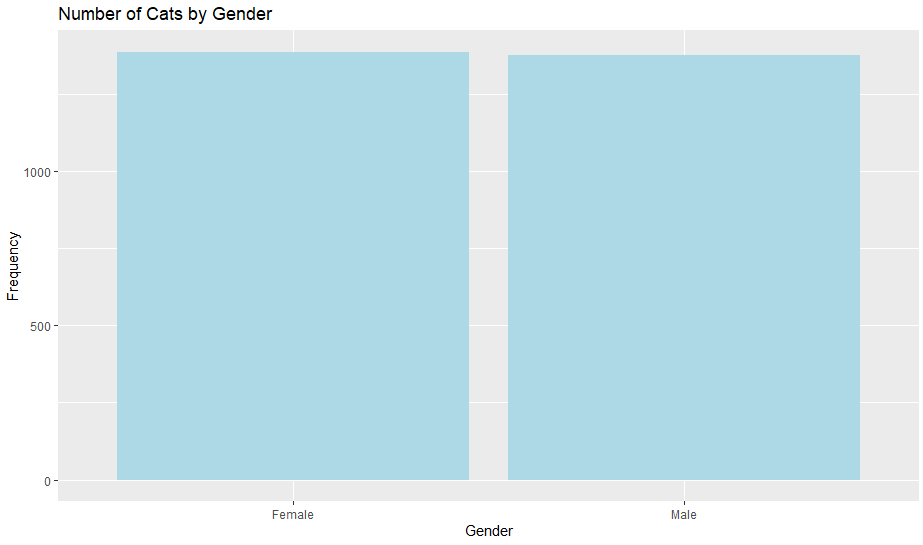 Number of Cats by Gender
Frequency
1000
500
0
Female Male
Gender